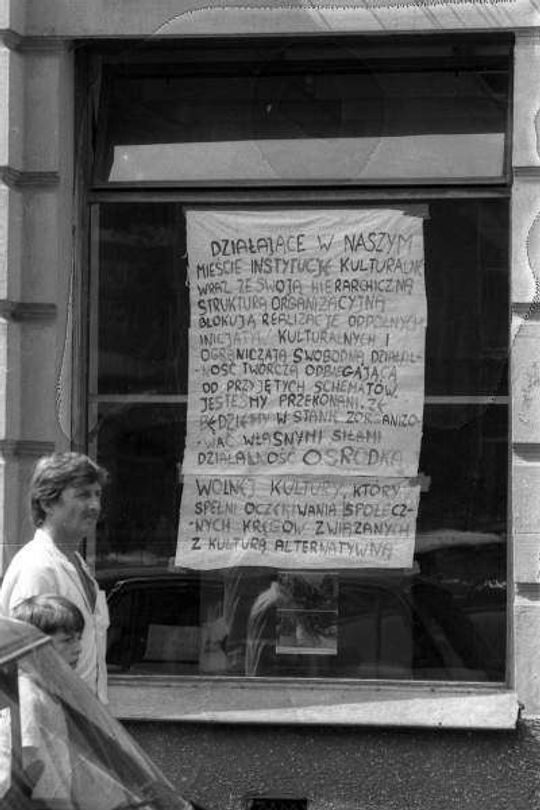 DZIAŁAJĄCE W NASZYM
MIEŚCIE INSTYTUCJE KULTURALNE
WRAZ ZE SWOJĄ HIERARCHICZNĄ
STRUKTURĄ ORGANIZACYJNĄ
BLOKUJĄ REALIZACJE ODDOLNYCH
INICJATYW KULTURALNYCH I
OGRANICZAJĄ SWOBODNĄ DZIAŁAL-
-NOŚĆ TWÓRCZĄ ODBIEGAJĄCĄ
OD PRZYJĘTYCH SCHEMATÓW.
JESTEŚMY PRZEKONANI, ŻE
BĘDZIEMY W STANIE ZORGANIZO-
-WAĆ WŁASNYMI SIŁAMI
DZIAŁALNOŚĆ OŚRODKA
WOLNEJ KULTURY, KTÓRY
SPEŁNI OCZEKIWANIA SPOŁECZ-
-NYCH KRĘGÓW ZWIĄZANYCH
Z KULTURĄ ALTERNATYWNĄ